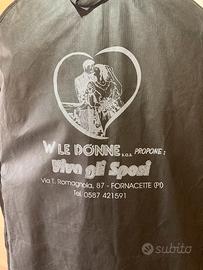 W LE DONNE s.a.s. PROPONE:
Viva gli Sposi
Via T. Romagnola, 87 - FORNACETTE (PI)
Tel. 0587 421591
subito